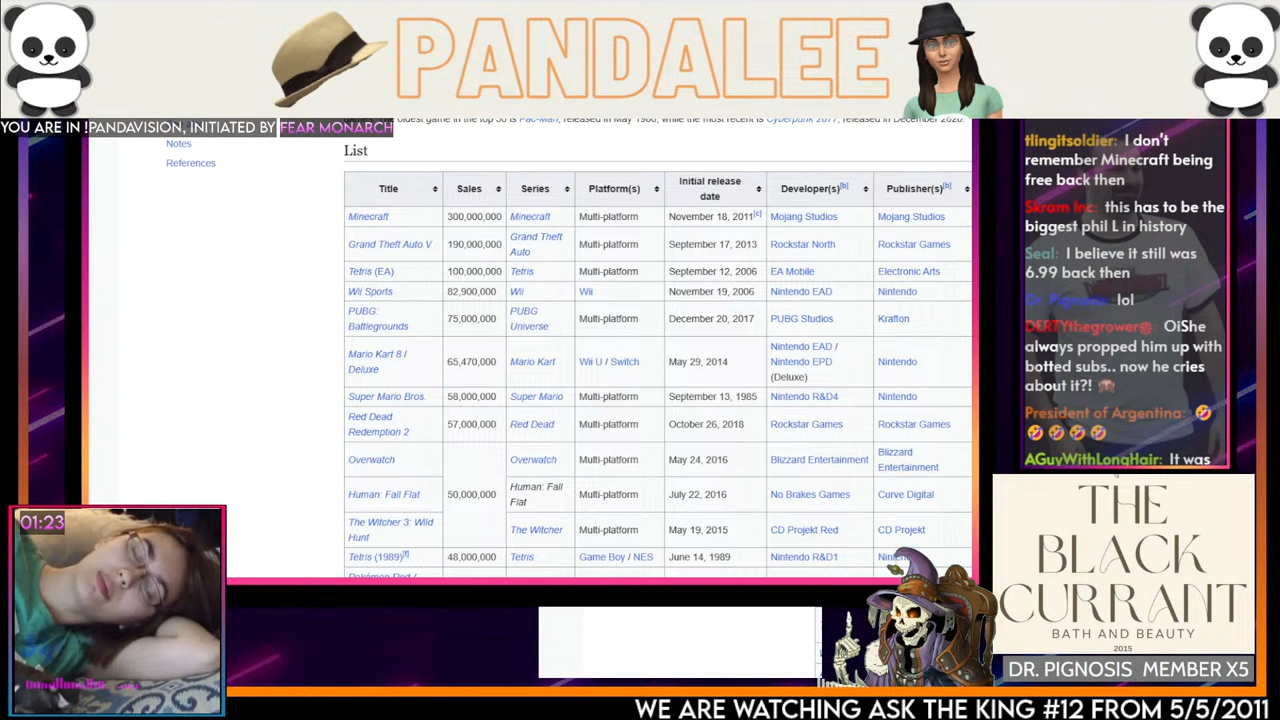 PANDALEE
YOU ARE IN !PANDAVISION, INITIATED BY FEAR MONARCH
oldest game in the top 50 is Pac-Man, released in May 1980, while the most recent is Cyberpunk 2077, released in December 2020.
Notes
References
List
Title Sales Series Platform(s) Initial release date Developer(s)[b] Publisher(s)[b]
Minecraft 300,000,000 Minecraft Multi-platform November 18, 2011[c] Mojang Studios Mojang Studios
Grand Theft Auto V 190,000,000 Grand Theft Auto Multi-platform September 17, 2013 Rockstar North Rockstar Games
Tetris (EA) 100,000,000 Tetris Multi-platform September 12, 2006 EA Mobile Electronic Arts
Wii Sports 82,900,000 Wii Wii November 19, 2006 Nintendo EAD Nintendo
PUBG: Battlegrounds 75,000,000 PUBG Universe Multi-platform December 20, 2017 PUBG Studios Krafton
Mario Kart 8 / Deluxe 65,470,000 Mario Kart Wii U / Switch May 29, 2014 Nintendo EAD / Nintendo EPD (Deluxe) Nintendo
Super Mario Bros. 58,000,000 Super Mario Multi-platform September 13, 1985 Nintendo R&D4 Nintendo
Red Dead Redemption 2 57,000,000 Red Dead Multi-platform October 26, 2018 Rockstar Games Rockstar Games
Overwatch 50,000,000 Overwatch Multi-platform May 24, 2016 Blizzard Entertainment Blizzard Entertainment
Human: Fall Flat Human: Fall Flat Multi-platform July 22, 2016 No Brakes Games Curve Digital
The Witcher 3: Wild Hunt The Witcher Multi-platform May 19, 2015 CD Projekt Red CD Projekt
Tetris (1989)[f] 48,000,000 Tetris Game Boy / NES June 14, 1989 Nintendo R&D1
tlingitsoldier: I don't
remember Minecraft being
free back then
Skram Inc: this has to be the
biggest phil L in history
Seal: I believe it still was
6.99 back then
Dr. Pignosis: lol
DERTYthegrower: OiShe
always propped him up with
botted subs.. now he cries
about it?!
President of Argentina:
AGuyWithLongHair: It was
01:23
THE
BLACK
CURRANT
BATH AND BEAUTY
2015
DR. PIGNOSIS MEMBER X5
WE ARE WATCHING ASK THE KING #12 FROM 5/5/2011